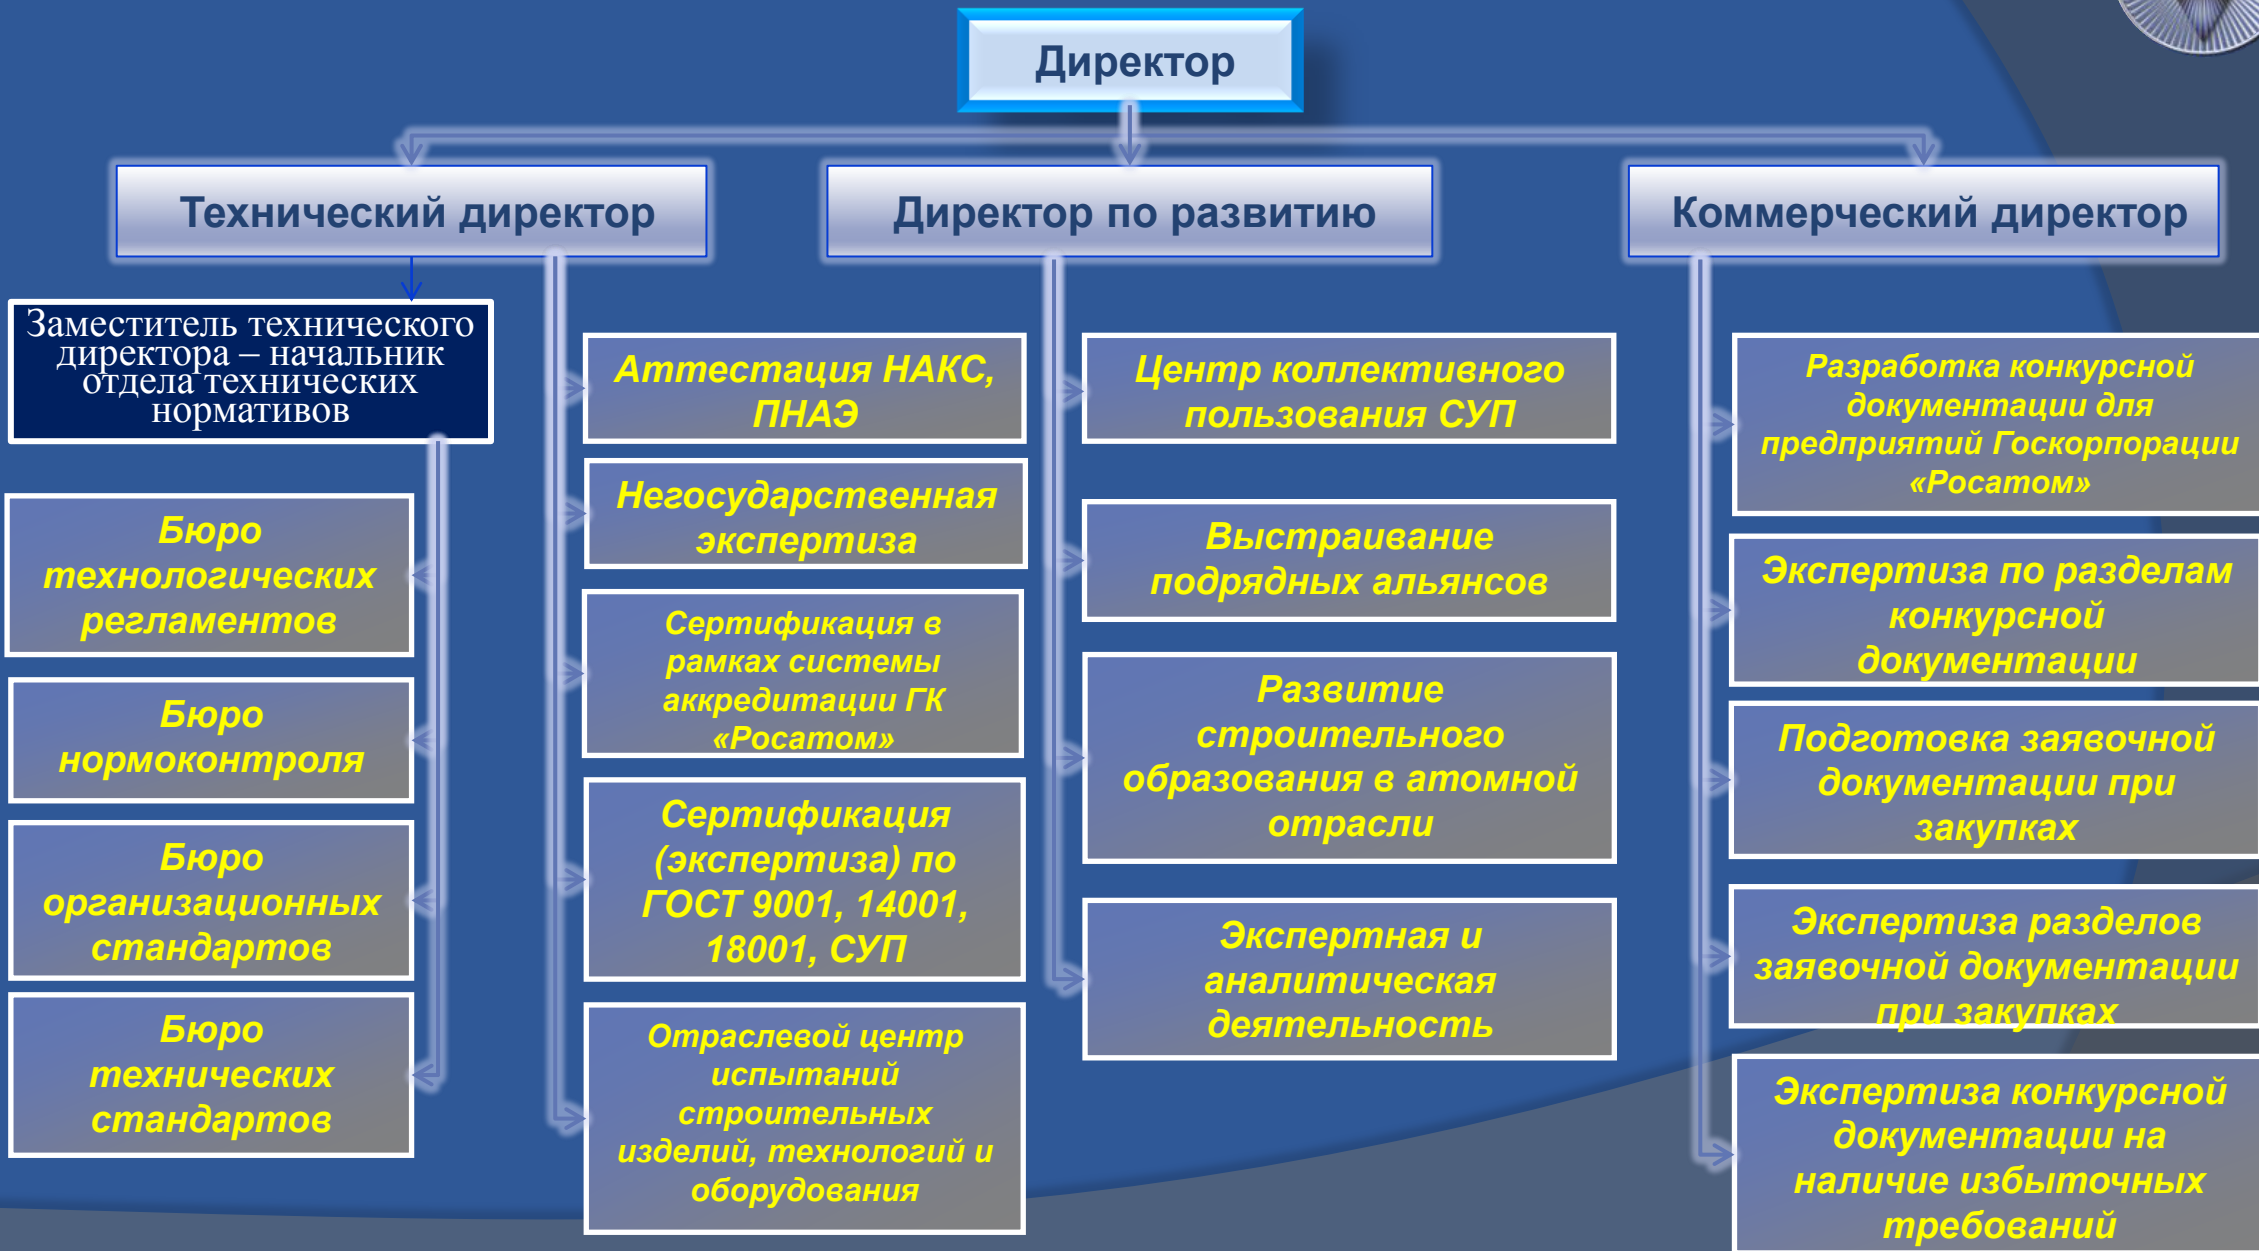 Директор
Технический директор
Директор по развитию
Коммерческий директор
Заместитель технического
директора – начальник
отдела технических
нормативов
Бюро
технологических
регламентов
Бюро
нормоконтроля
Бюро
организационных
стандартов
Бюро
технических
стандартов
Аттестация НАКС,
ПНАЭ
Негосударственная
экспертиза
Сертификация в
рамках системы
аккредитации ГК
«Росатом»
Сертификация
(экспертиза) по
ГОСТ 9001, 14001,
18001, СУП
Отраслевой центр
испытаний
строительных
изделий, технологий и
оборудования
Центр коллективного
пользования СУП
Выстраивание
подрядных альянсов
Развитие
строительного
образования в атомной
отрасли
Экспертная и
аналитическая
деятельность
Разработка конкурсной
документации для
предприятий Госкорпорации
«Росатом»
Экспертиза по разделам
конкурсной
документации
Подготовка заявочной
документации при
закупках
Экспертиза разделов
заявочной документации
при закупках
Экспертиза конкурсной
документации на
наличие избыточных
требований